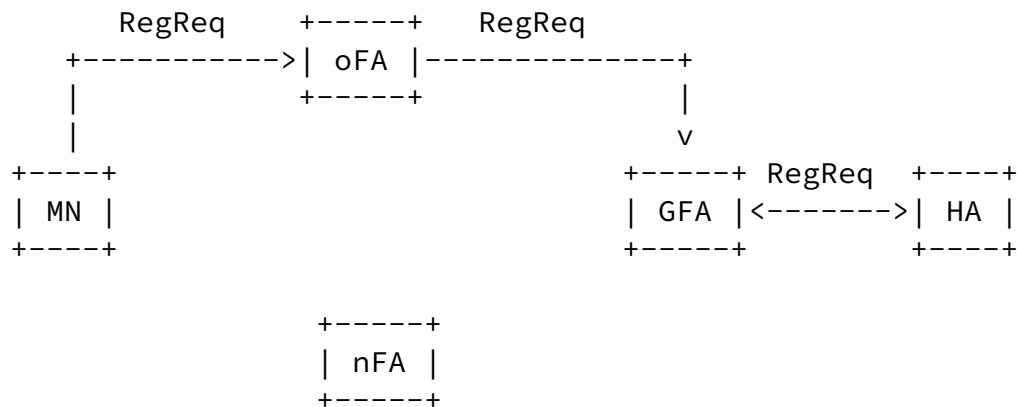 RegReq +-----+ RegReq
+----------->| oFA |--------------+
| +-----+ |
| v
+----+ +-----+ RegReq +----+
| MN | | GFA |<------->| HA |
+----+ +-----+ +----+
+-----+
| nFA |
+-----+